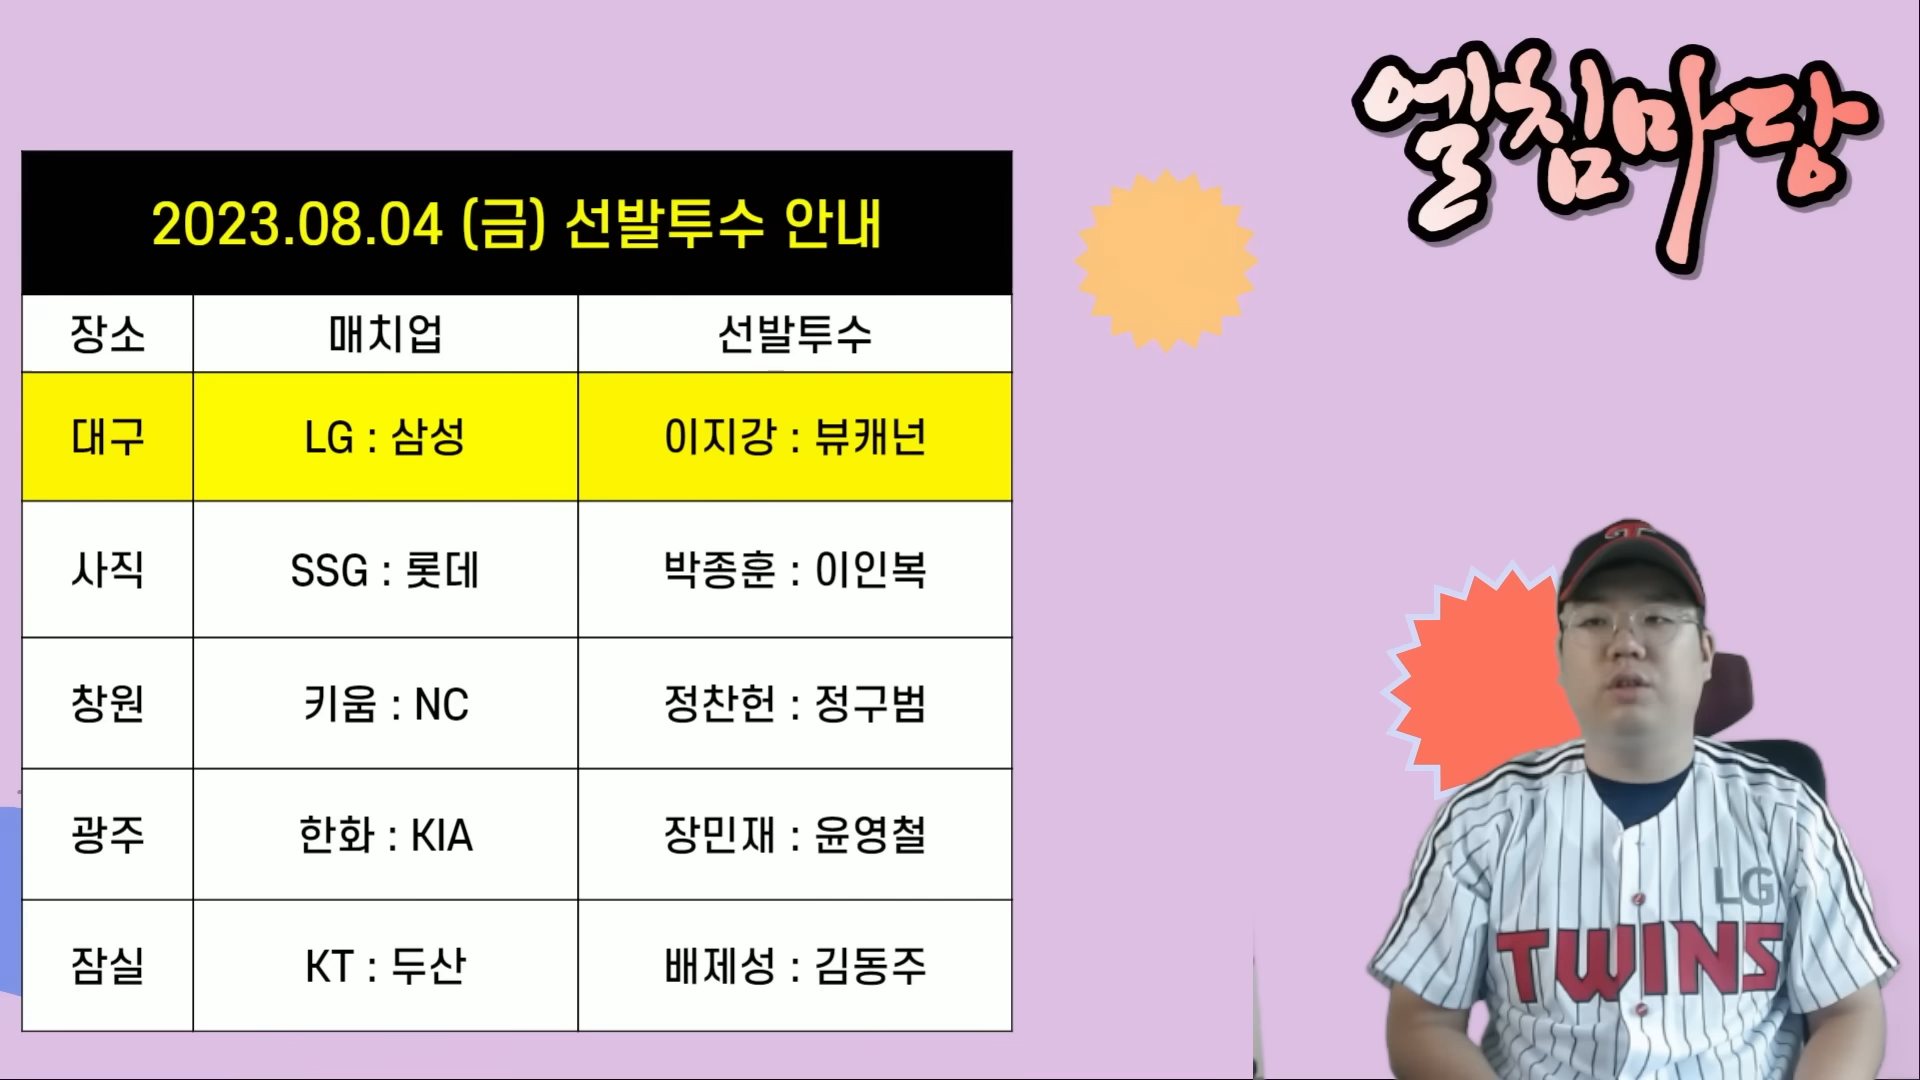 엘침마당
2023.08.04 (금) 선발투수 안내
장소 매치업 선발투수
대구 LG : 삼성 이지강 : 뷰캐넌
사직 SSG : 롯데 박종훈 : 이인복
창원 키움 : NC 정찬헌 : 정구범
광주 한화 : KIA 장민재 : 윤영철
잠실 KT : 두산 배제성 : 김동주
LG
TWINS